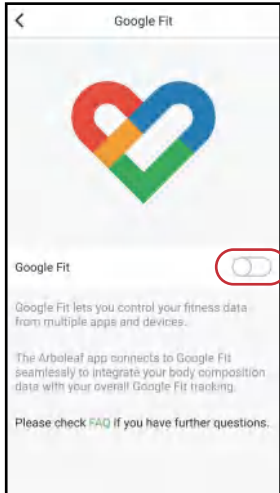 Google Fit
Google Fit
Google Fit lets you control your fitness data
from multiple apps and devices.
The Arboleaf app connects to Google Fit
seamlessly to integrate your body composition
data with your overall Google Fit tracking.
Please check FAQ if you have further questions.